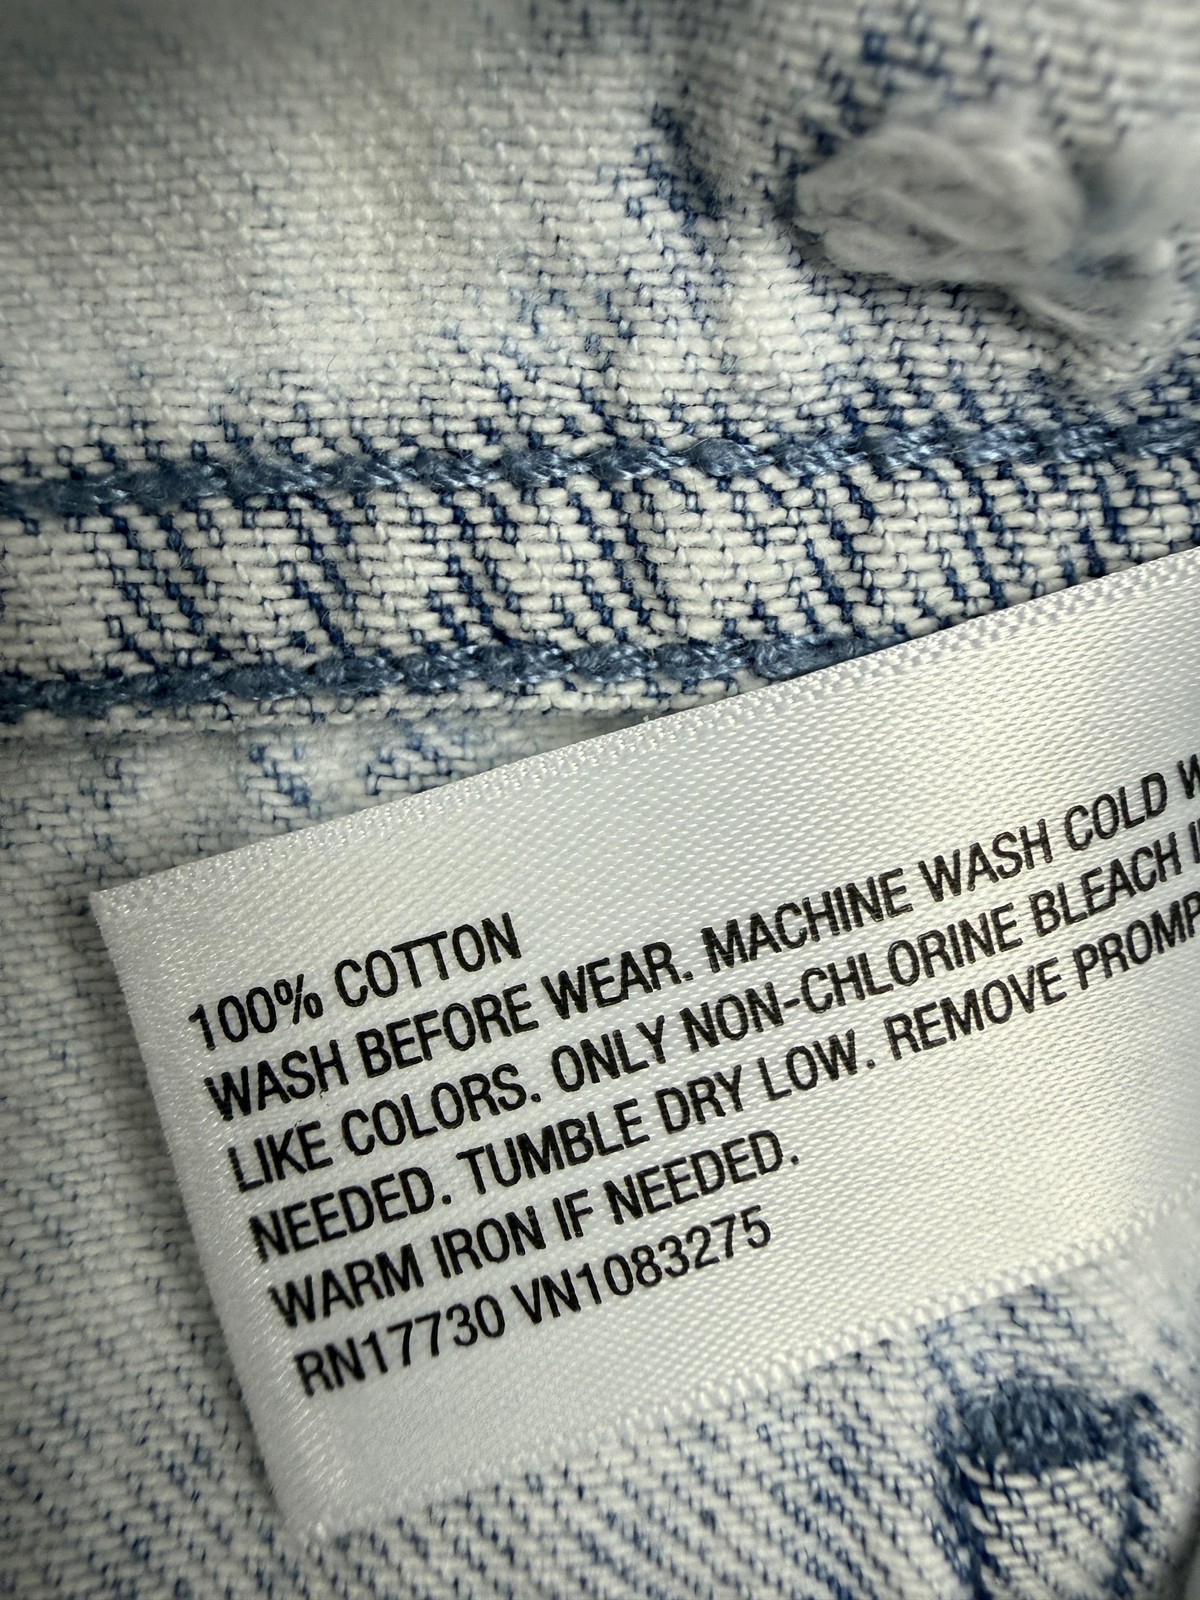 100% COTTON
WASH BEFORE WEAR. MACHINE WASH COLD
LIKE COLORS. ONLY NON-CHLORINE BLEACH
NEEDED. TUMBLE DRY LOW. REMOVE
WARM IRON IF NEEDED.
RN17730 VN1083275